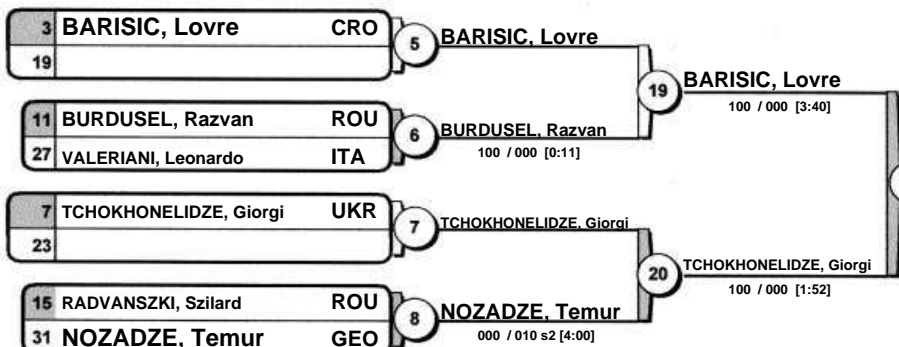 3 BARISIC, Lovre CRO
19
5
BARISIC, Lovre
11 BURDUSEL, Razvan ROU
27 VALERIANI, Leonardo ITA
6
BURDUSEL, Razvan
100 / 000 [0:11]
19
BARISIC, Lovre
100 / 000 [3:40]
7 TCHOKHONELIDZE, Giorgi UKR
23
7
TCHOKHONELIDZE, Giorgi
15 RADVANSZKI, Szilard ROU
31 NOZADZE, Temur GEO
8
NOZADZE, Temur
000 / 010 s2 [4:00]
20
TCHOKHONELIDZE, Giorgi
100 / 000 [1:52]